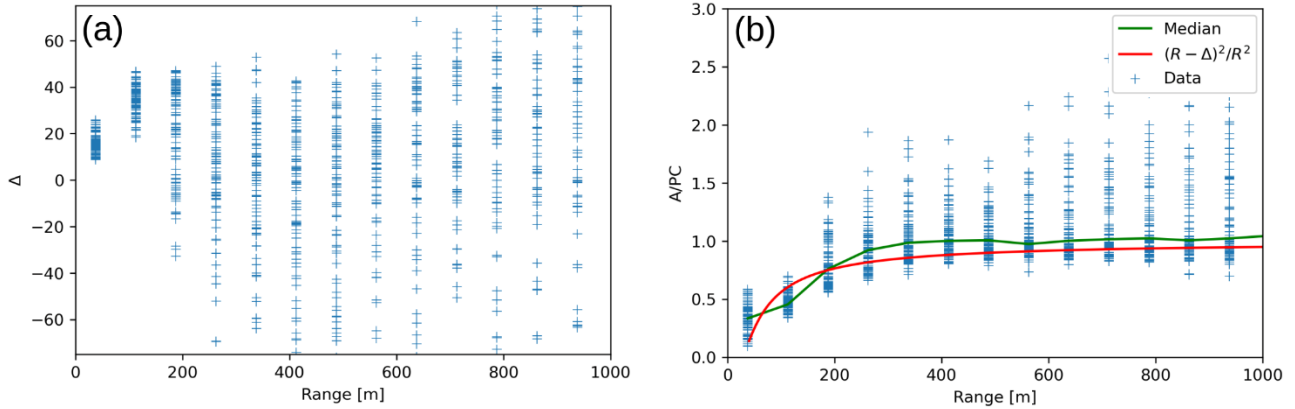 (a)
60
40
20
0
−20
−40
−60
Δ
0 200 400 600 800 1000
Range [m]
(b)
3.0
2.5
2.0
1.5
1.0
0.5
0.0
A/PC
Median
(R − Δ)²/R²
Data
0 200 400 600 800 1000
Range [m]